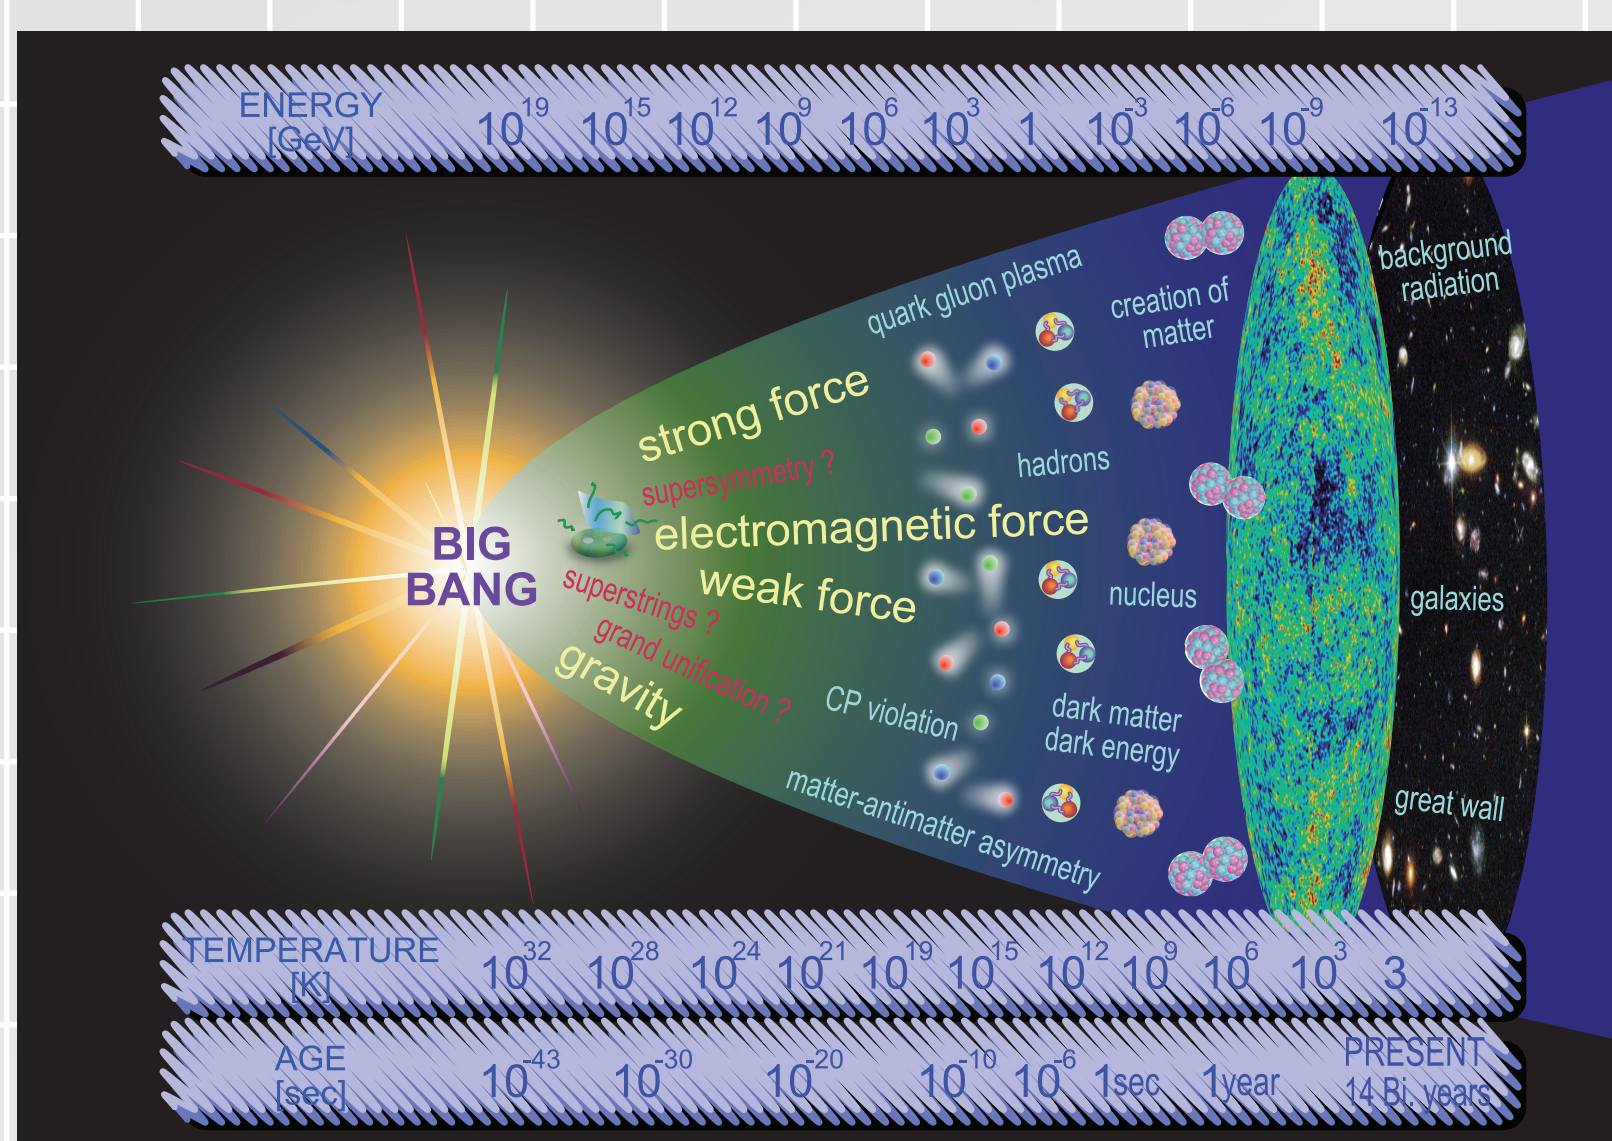 ENERGY
[GeV]
10^19 10^15 10^12 10^9 10^6 10^3 1 10^-3 10^-6 10^-9 10^-13
BIG
BANG
strong force
supersymmetry ?
electromagnetic force
weak force
superstrings ?
grand unification ?
gravity
quark gluon plasma
hadrons
CP violation
matter-antimatter asymmetry
creation of
matter
nucleus
dark matter
dark energy
background
radiation
galaxies
great wall
TEMPERATURE
[K]
10^32 10^28 10^24 10^21 10^19 10^15 10^12 10^9 10^6 10^3 3
AGE
[sec]
10^-43 10^-30 10^-20 10^-10 10^-6 1sec 1year
PRESENT
14 Bi. years